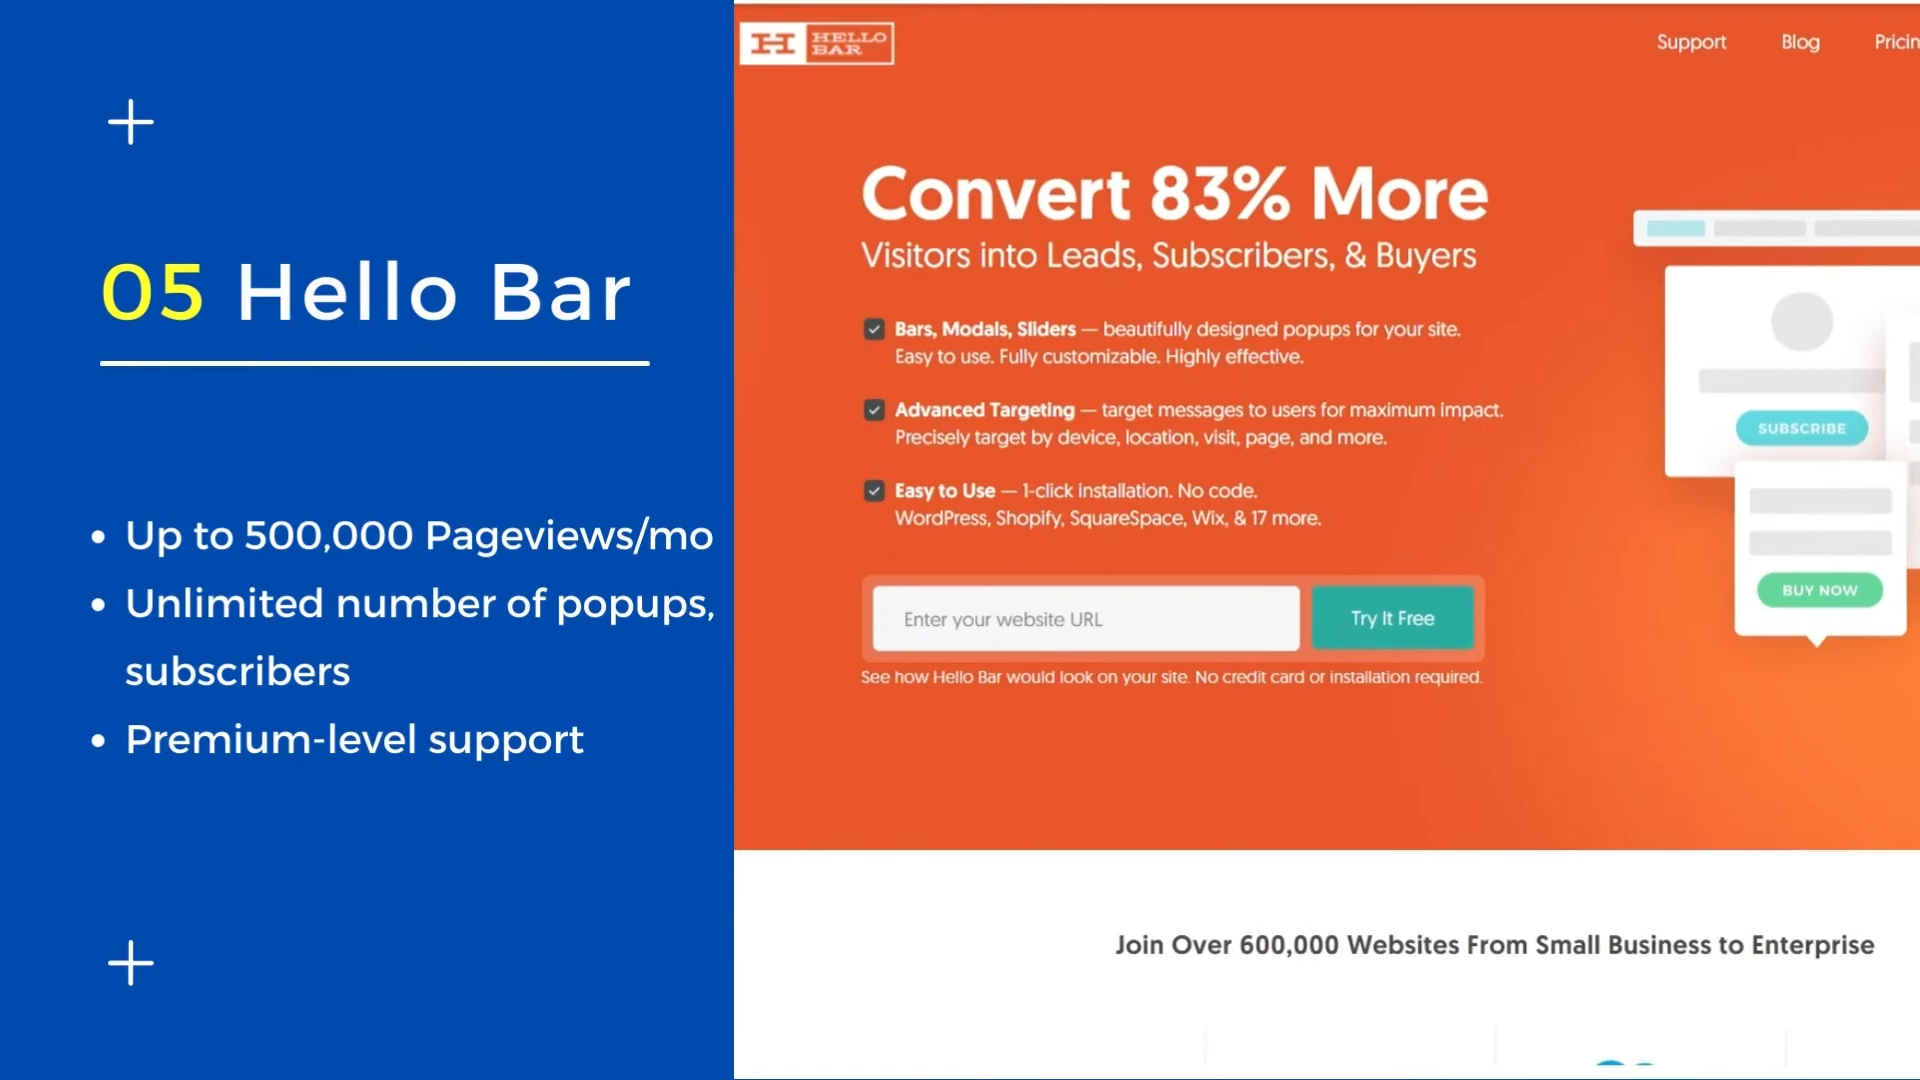 05 Hello Bar
• Up to 500,000 Pageviews/mo
• Unlimited number of popups,
subscribers
• Premium-level support
H HELLO
BAR
Support Blog Pricin
Convert 83% More
Visitors into Leads, Subscribers, & Buyers
Bars, Modals, Sliders — beautifully designed popups for your site.
Easy to use. Fully customizable. Highly effective.
Advanced Targeting — target messages to users for maximum impact.
Precisely target by device, location, visit, page, and more.
Easy to Use — 1-click installation. No code.
WordPress, Shopify, SquareSpace, Wix, & 17 more.
Enter your website URL
Try It Free
See how Hello Bar would look on your site. No credit card or installation required.
SUBSCRIBE
BUY NOW
Join Over 600,000 Websites From Small Business to Enterprise